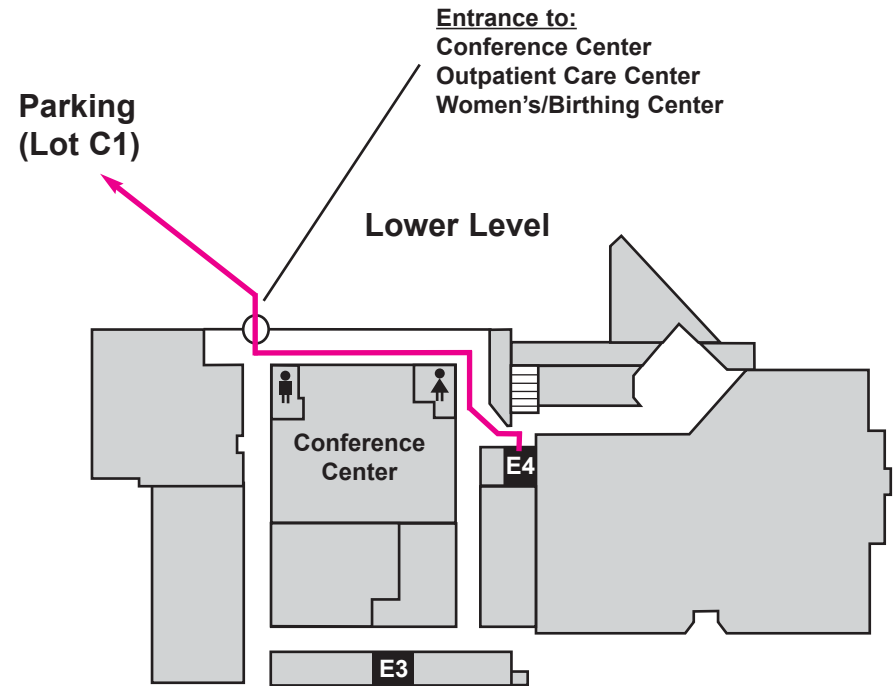 Entrance to:
Conference Center
Outpatient Care Center
Women's/Birthing Center
Parking
(Lot C1)
Lower Level
Conference
Center
E4
E3